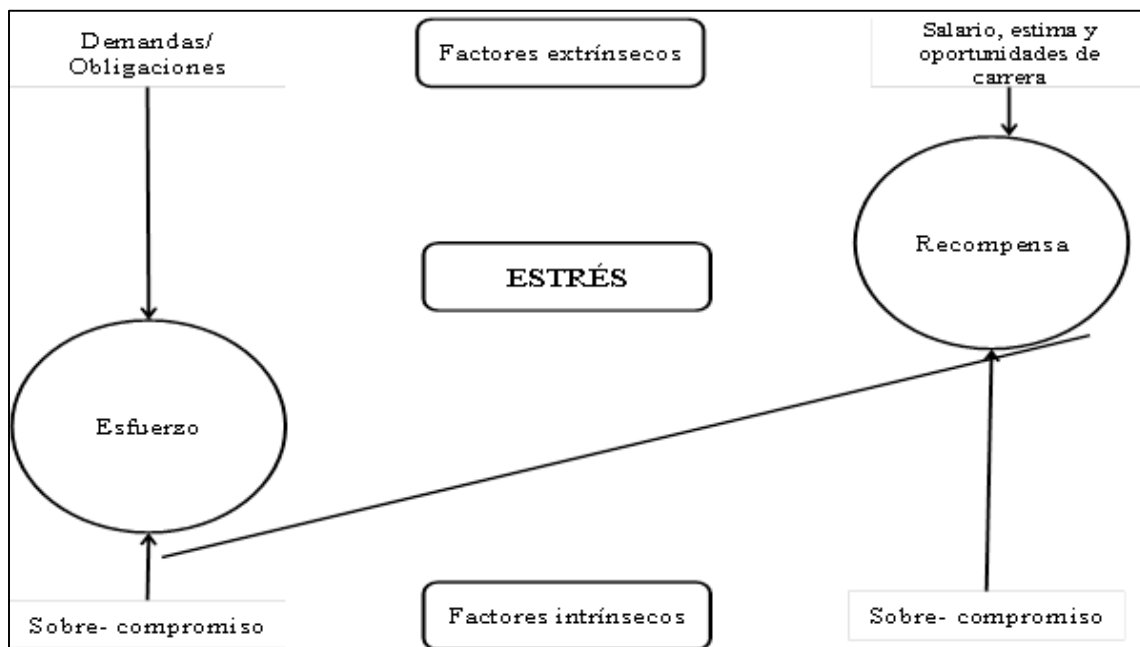 Demandas/
Obligaciones
Factores extrínsecos
Salario, estima y
oportunidades de
carrera
Recompensa
ESTRÉS
Esfuerzo
Sobre- compromiso
Factores intrínsecos
Sobre- compromiso